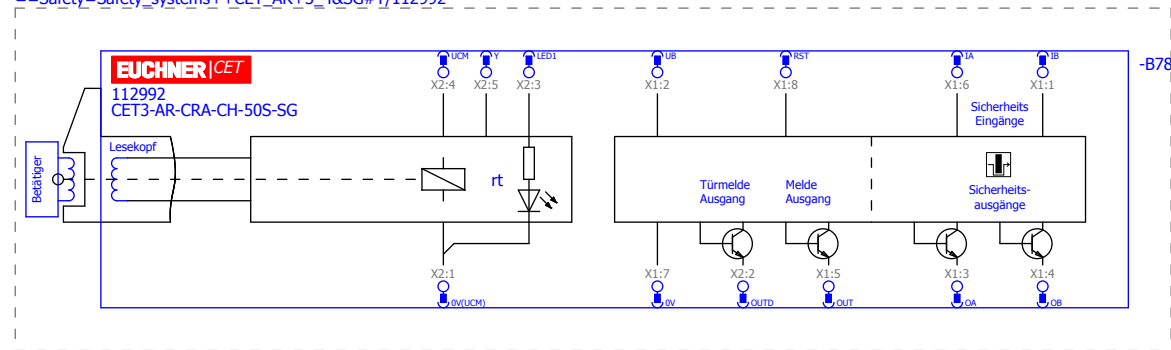 EUCHNER|CET
112992
CET3-AR-CRA-CH-50S-SG
UCM
Y
LED1
UB
RST
IA
IB
-B78
X2:4
X2:5
X2:3
X1:2
X1:8
X1:6
X1:1
Sicherheits
Eingänge
Lesekopf
Betätiger
rt
Türmelde
Ausgang
Melde
Ausgang
Sicherheits-
ausgänge
X2:1
X1:7
X2:2
X1:5
X1:3
X1:4
0V(UCM)
0V
OUTD
OUT
OA
OB